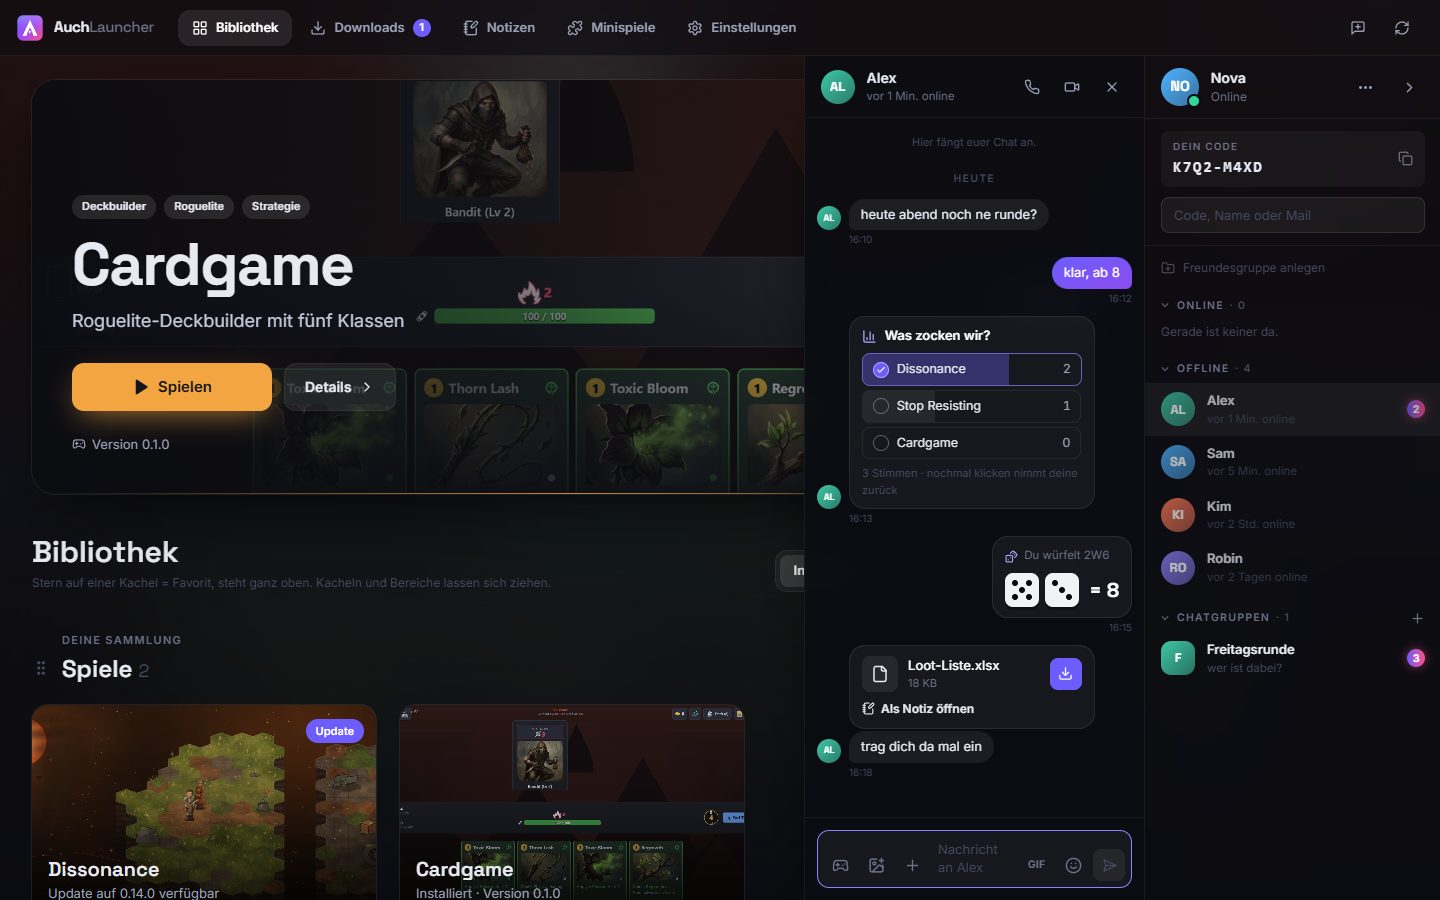 AuchLauncher
Bibliothek
Downloads 1
Notizen
Minispiele
Einstellungen
Bandit (Lv 2)
Deckbuilder
Roguelite
Strategie
Cardgame
Roguelite-Deckbuilder mit fünf Klassen
2
100 / 100
Spielen
Details
1 Thorn Lash
1 Toxic Bloom
1
Version 0.1.0
Bibliothek
Stern auf einer Kachel = Favorit, steht ganz oben. Kacheln und Bereiche lassen sich ziehen.
In
DEINE SAMMLUNG
Spiele 2
Update
Dissonance
Update auf 0.14.0 verfügbar
Cardgame
Installiert · Version 0.1.0
AL
Alex
vor 1 Min. online
Hier fängt euer Chat an.
HEUTE
AL
heute abend noch ne runde?
16:10
klar, ab 8
16:12
Was zocken wir?
Dissonance 2
Stop Resisting 1
Cardgame 0
3 Stimmen · nochmal klicken nimmt deine
zurück
AL
16:13
Du würfelt 2W6
= 8
16:15
Loot-Liste.xlsx
18 KB
Als Notiz öffnen
AL
trag dich da mal ein
16:18
Nachricht
an Alex
GIF
NO
Nova
Online
DEIN CODE
K7Q2-M4XD
Code, Name oder Mail
Freundesgruppe anlegen
ONLINE · 0
Gerade ist keiner da.
OFFLINE · 4
AL
Alex
vor 1 Min. online
2
SA
Sam
vor 5 Min. online
KI
Kim
vor 2 Std. online
RO
Robin
vor 2 Tagen online
CHATGRUPPEN · 1
F
Freitagsrunde
wer ist dabei?
3